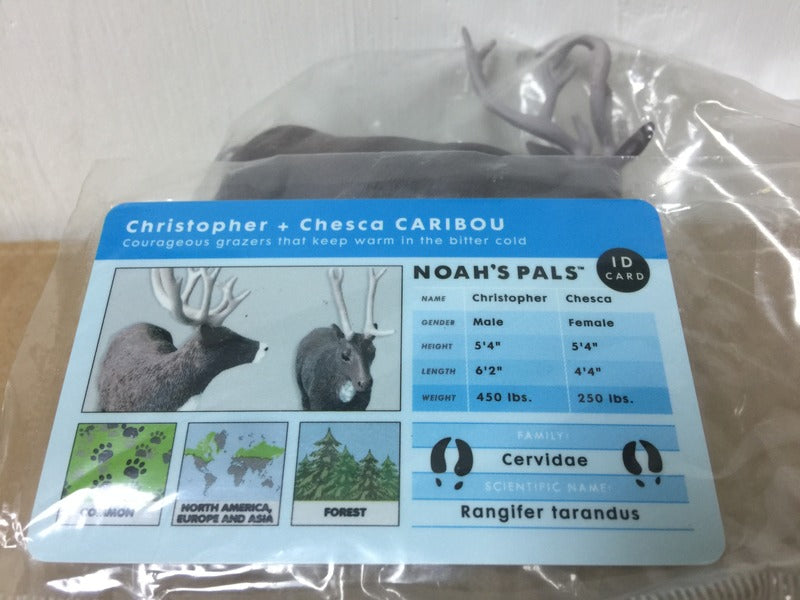 Christopher + Chesca CARIBOU
Courageous grazers that keep warm in the bitter cold
NOAH'S PALS™
ID
CARD
NAME Christopher Chesca
GENDER Male Female
HEIGHT 5'4" 5'4"
LENGTH 6'2" 4'4"
WEIGHT 450 lbs. 250 lbs.
FAMILY:
Cervidae
SCIENTIFIC NAME:
Rangifer tarandus
COMMON
NORTH AMERICA,
EUROPE AND ASIA
FOREST